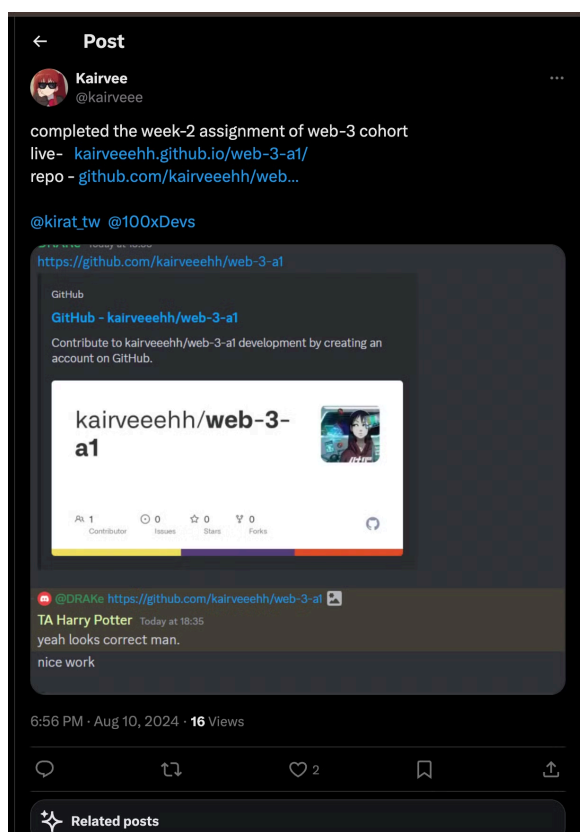 Post
Kairvee
@kairveee
completed the week-2 assignment of web-3 cohort
live- kairveeehh.github.io/web-3-a1/
repo - github.com/kairveeehh/web...
@kirat_tw @100xDevs
https://github.com/kairveeehh/web-3-a1
GitHub
GitHub - kairveeehh/web-3-a1
Contribute to kairveeehh/web-3-a1 development by creating an
account on GitHub.
kairveeehh/web-3-
a1
1
Contributor
0
Issues
0
Stars
0
Forks
@DRAKe https://github.com/kairveeehh/web-3-a1
TA Harry Potter Today at 18:35
yeah looks correct man.
nice work
6:56 PM · Aug 10, 2024 · 16 Views
2
Related posts